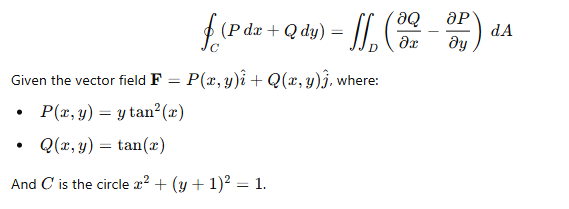 ∮_C (P dx + Q dy) = ∬_D (∂Q/∂x − ∂P/∂y) dA
Given the vector field F = P(x, y)î + Q(x, y)ĵ, where:
• P(x, y) = y tan²(x)
• Q(x, y) = tan(x)
And C is the circle x² + (y + 1)² = 1.